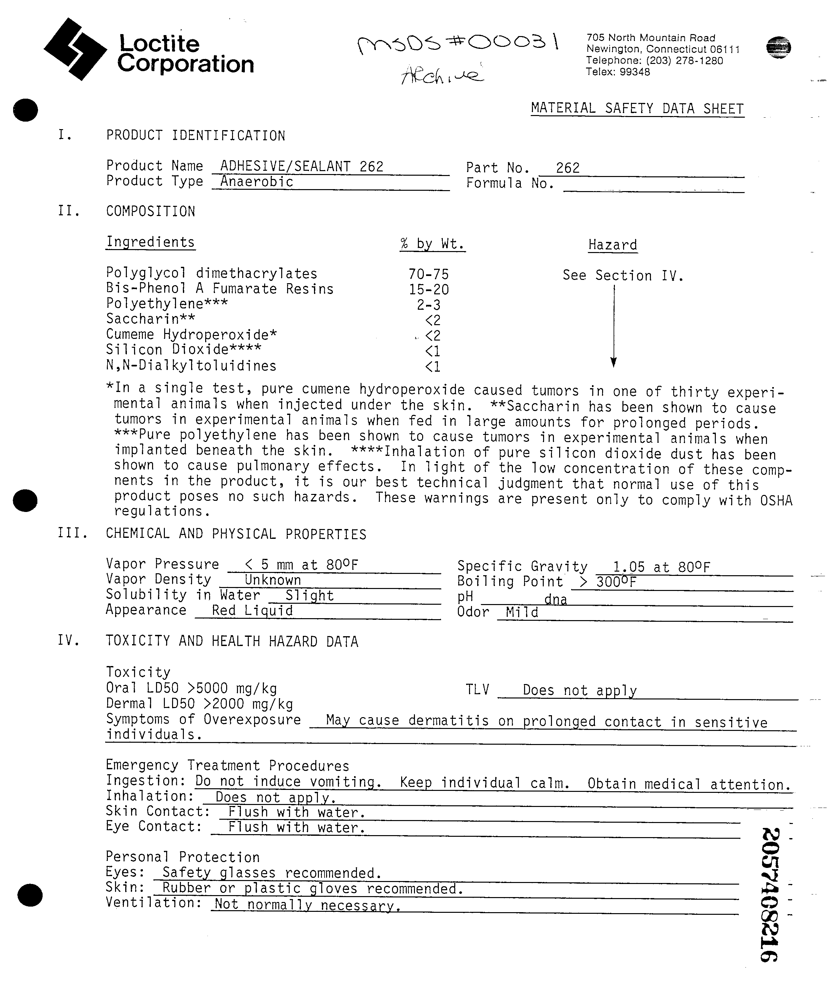 Loctite
Corporation
MSDS #00031
Archive
705 North Mountain Road
Newington, Connecticut 06111
Telephone: (203) 278-1280
Telex: 99348
MATERIAL SAFETY DATA SHEET
I. PRODUCT IDENTIFICATION
Product Name ADHESIVE/SEALANT 262 Part No. 262
Product Type Anaerobic Formula No.
II. COMPOSITION
Ingredients % by Wt. Hazard
Polyglycol dimethacrylates 70-75 See Section IV.
Bis-Phenol A Fumarate Resins 15-20
Polyethylene*** 2-3
Saccharin** <2
Cumeme Hydroperoxide* <2
Silicon Dioxide**** <1
N,N-Dialkyltoluidines <1
*In a single test, pure cumene hydroperoxide caused tumors in one of thirty experi-
mental animals when injected under the skin. **Saccharin has been shown to cause
tumors in experimental animals when fed in large amounts for prolonged periods.
***Pure polyethylene has been shown to cause tumors in experimental animals when
implanted beneath the skin. ****Inhalation of pure silicon dioxide dust has been
shown to cause pulmonary effects. In light of the low concentration of these comp-
nents in the product, it is our best technical judgment that normal use of this
product poses no such hazards. These warnings are present only to comply with OSHA
regulations.
III. CHEMICAL AND PHYSICAL PROPERTIES
Vapor Pressure < 5 mm at 80ºF Specific Gravity 1.05 at 80ºF
Vapor Density Unknown Boiling Point > 300ºF
Solubility in Water Slight pH dna
Appearance Red Liquid Odor Mild
IV. TOXICITY AND HEALTH HAZARD DATA
Toxicity
Oral LD50 >5000 mg/kg TLV Does not apply
Dermal LD50 >2000 mg/kg
Symptoms of Overexposure May cause dermatitis on prolonged contact in sensitive
individuals.
Emergency Treatment Procedures
Ingestion: Do not induce vomiting. Keep individual calm. Obtain medical attention.
Inhalation: Does not apply.
Skin Contact: Flush with water.
Eye Contact: Flush with water.
Personal Protection
Eyes: Safety glasses recommended.
Skin: Rubber or plastic gloves recommended.
Ventilation: Not normally necessary.
2057408216